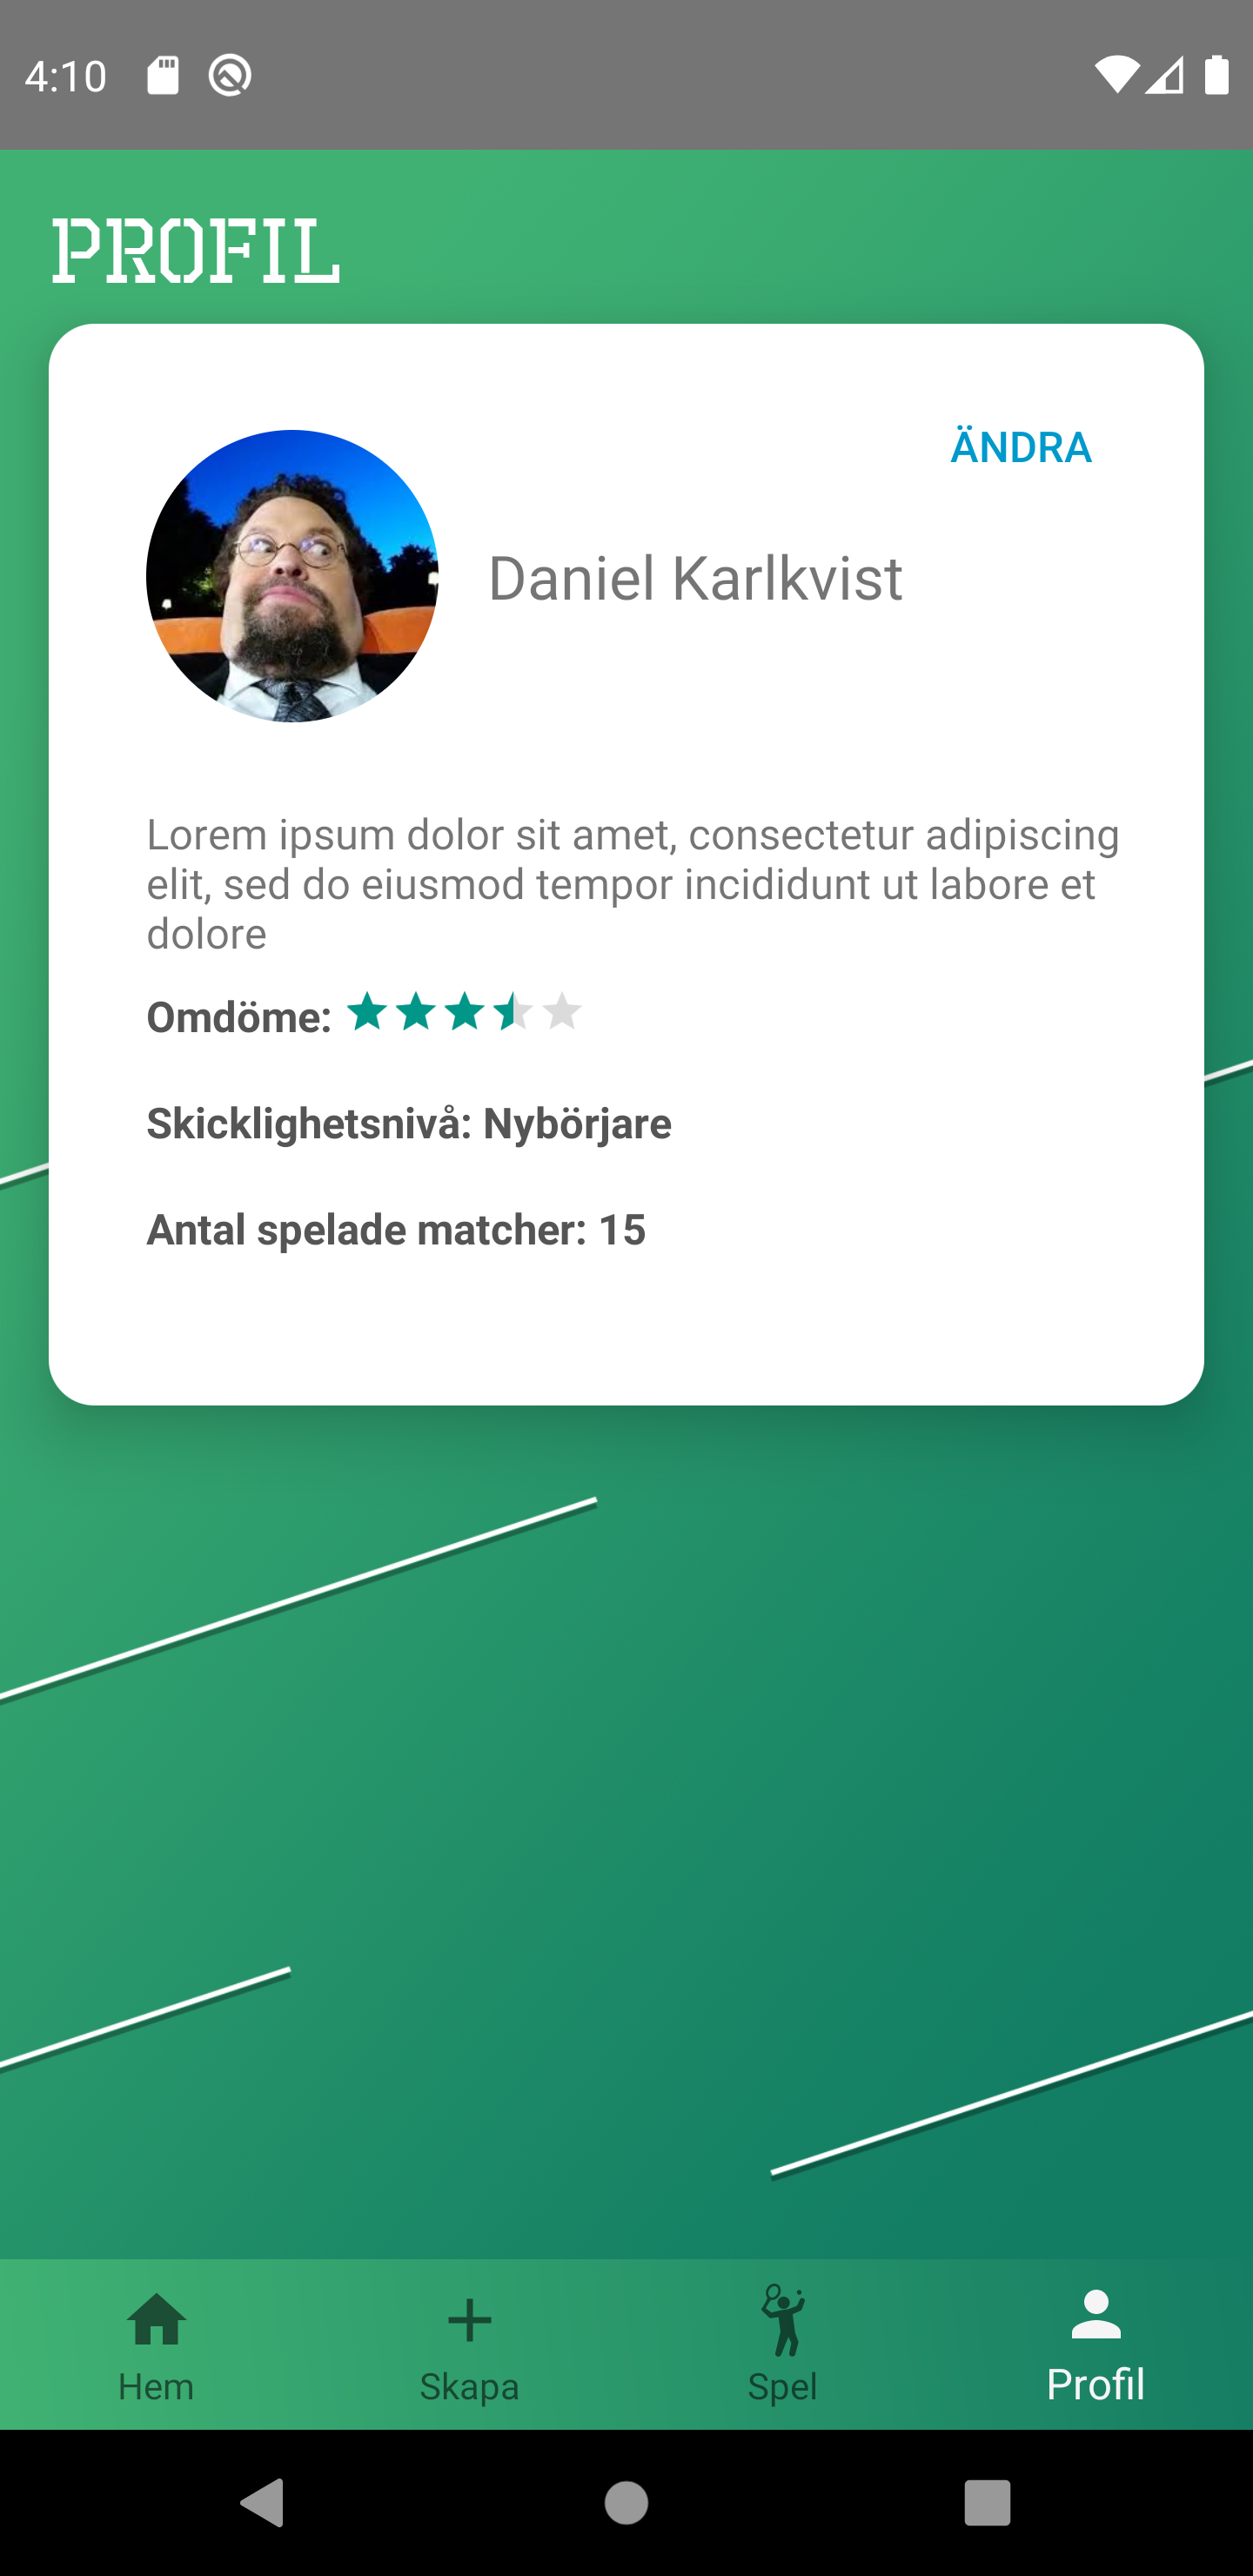 4:10
PROFIL
ÄNDRA
Daniel Karlkvist
Lorem ipsum dolor sit amet, consectetur adipiscing
elit, sed do eiusmod tempor incididunt ut labore et
dolore
Omdöme:
Skicklighetsnivå: Nybörjare
Antal spelade matcher: 15
Hem Skapa Spel Profil